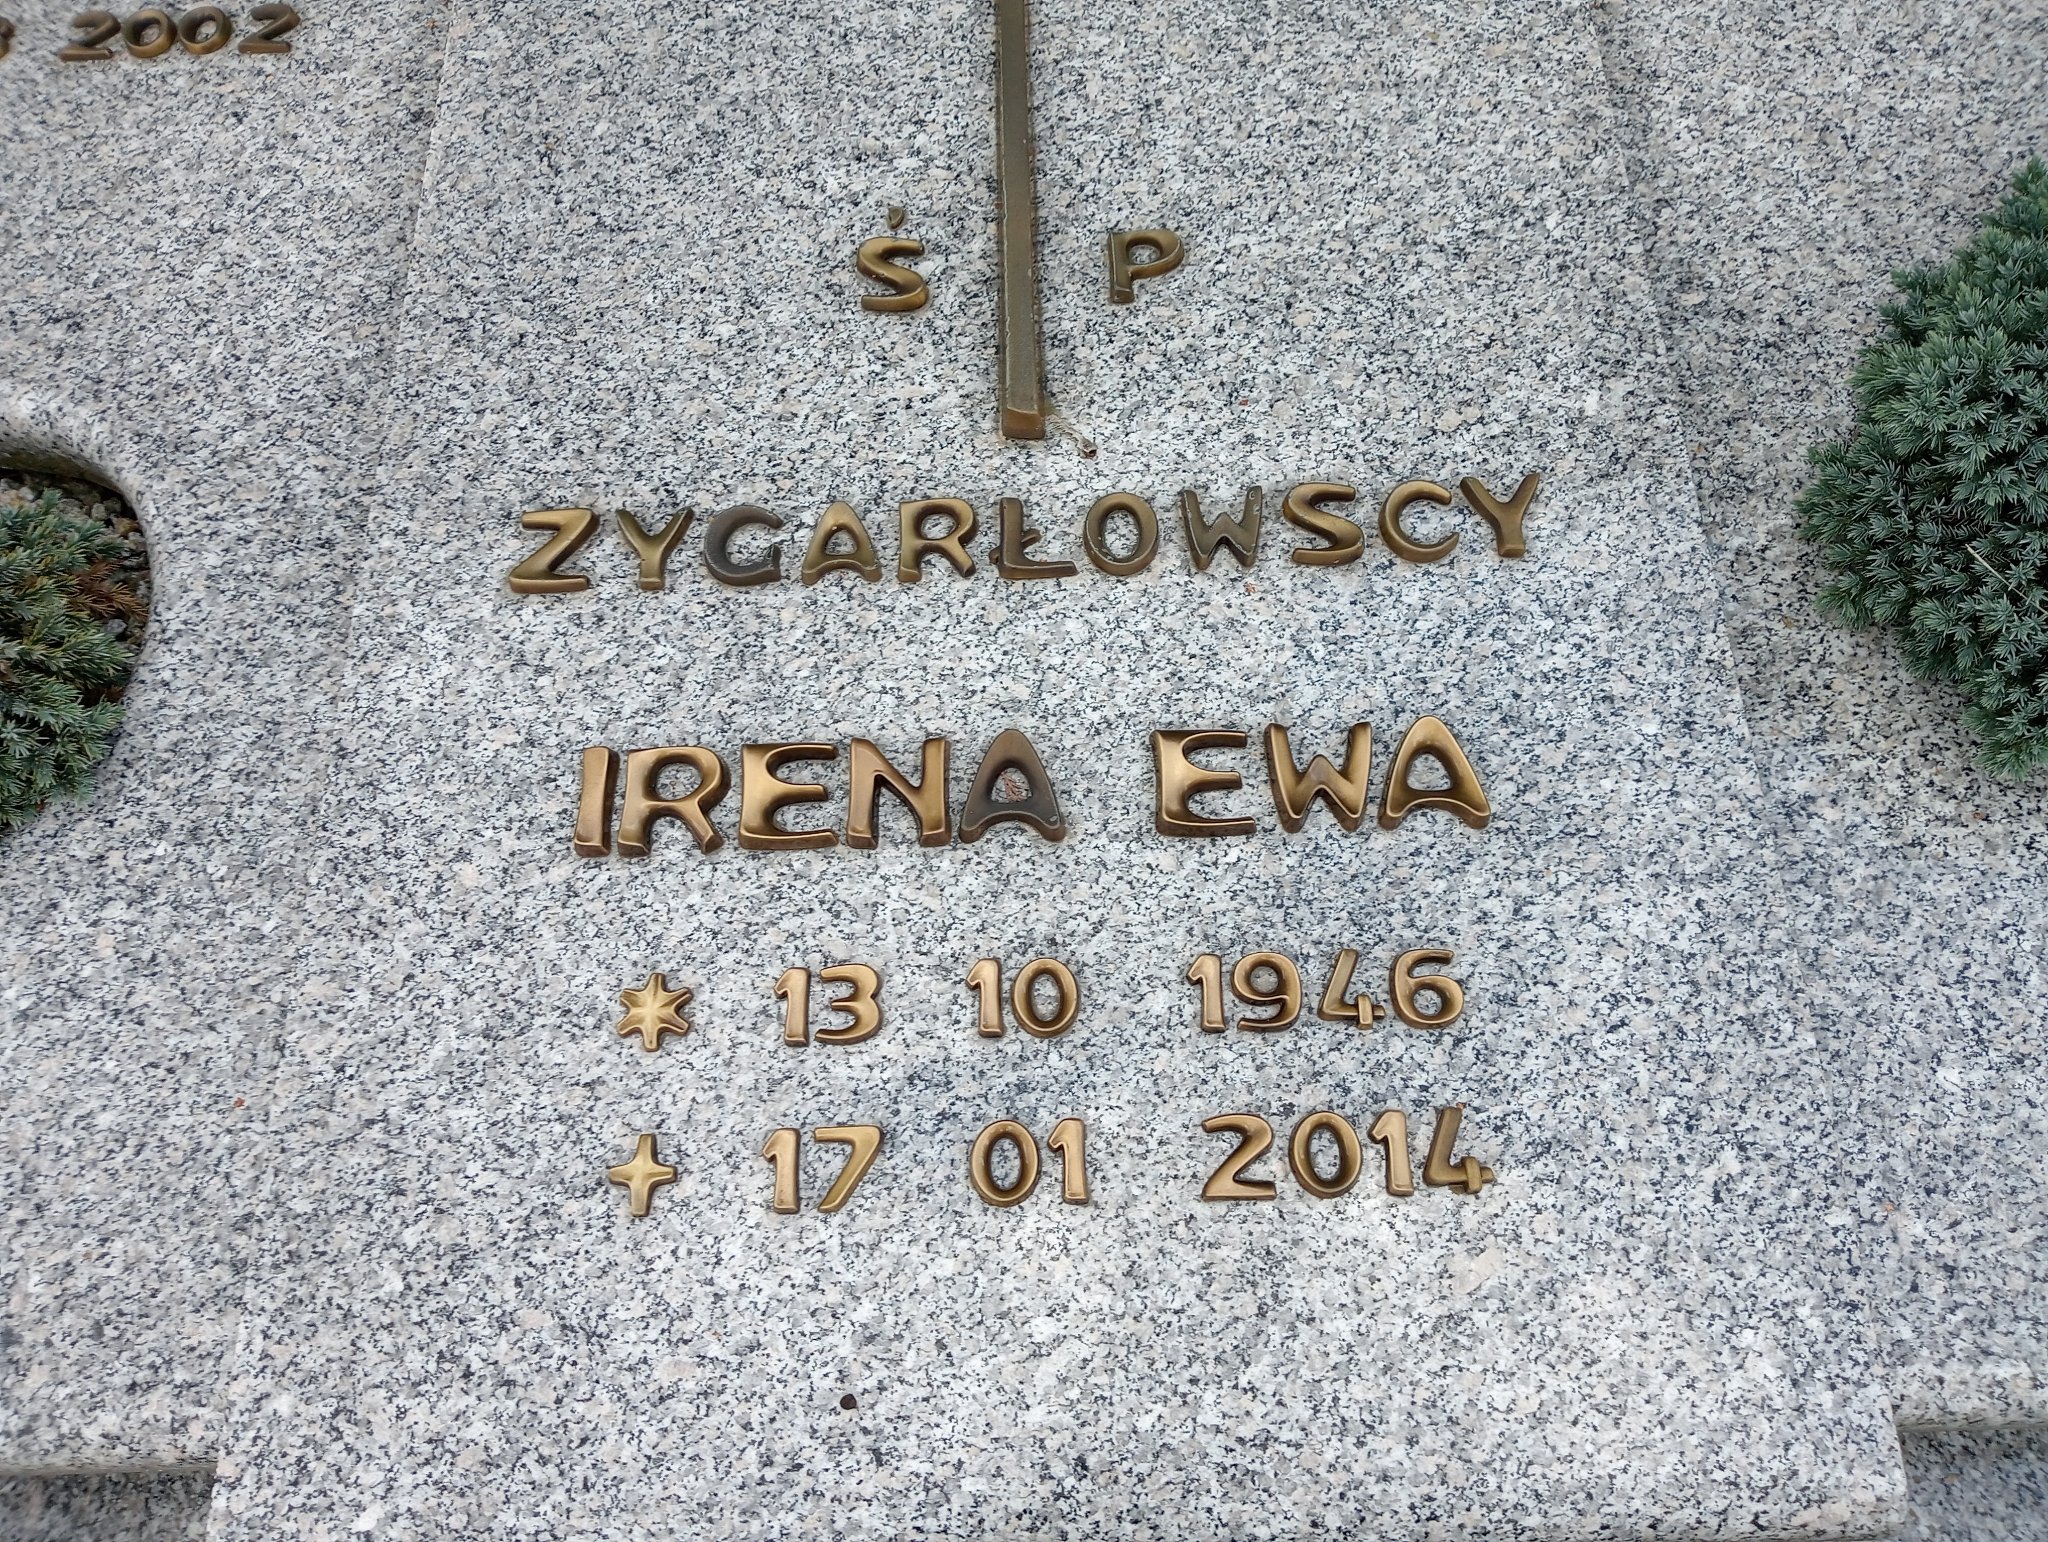 2002
Ś P
ZYGARŁOWSCY
IRENA EWA
* 13 10 1946
+ 17 01 2014